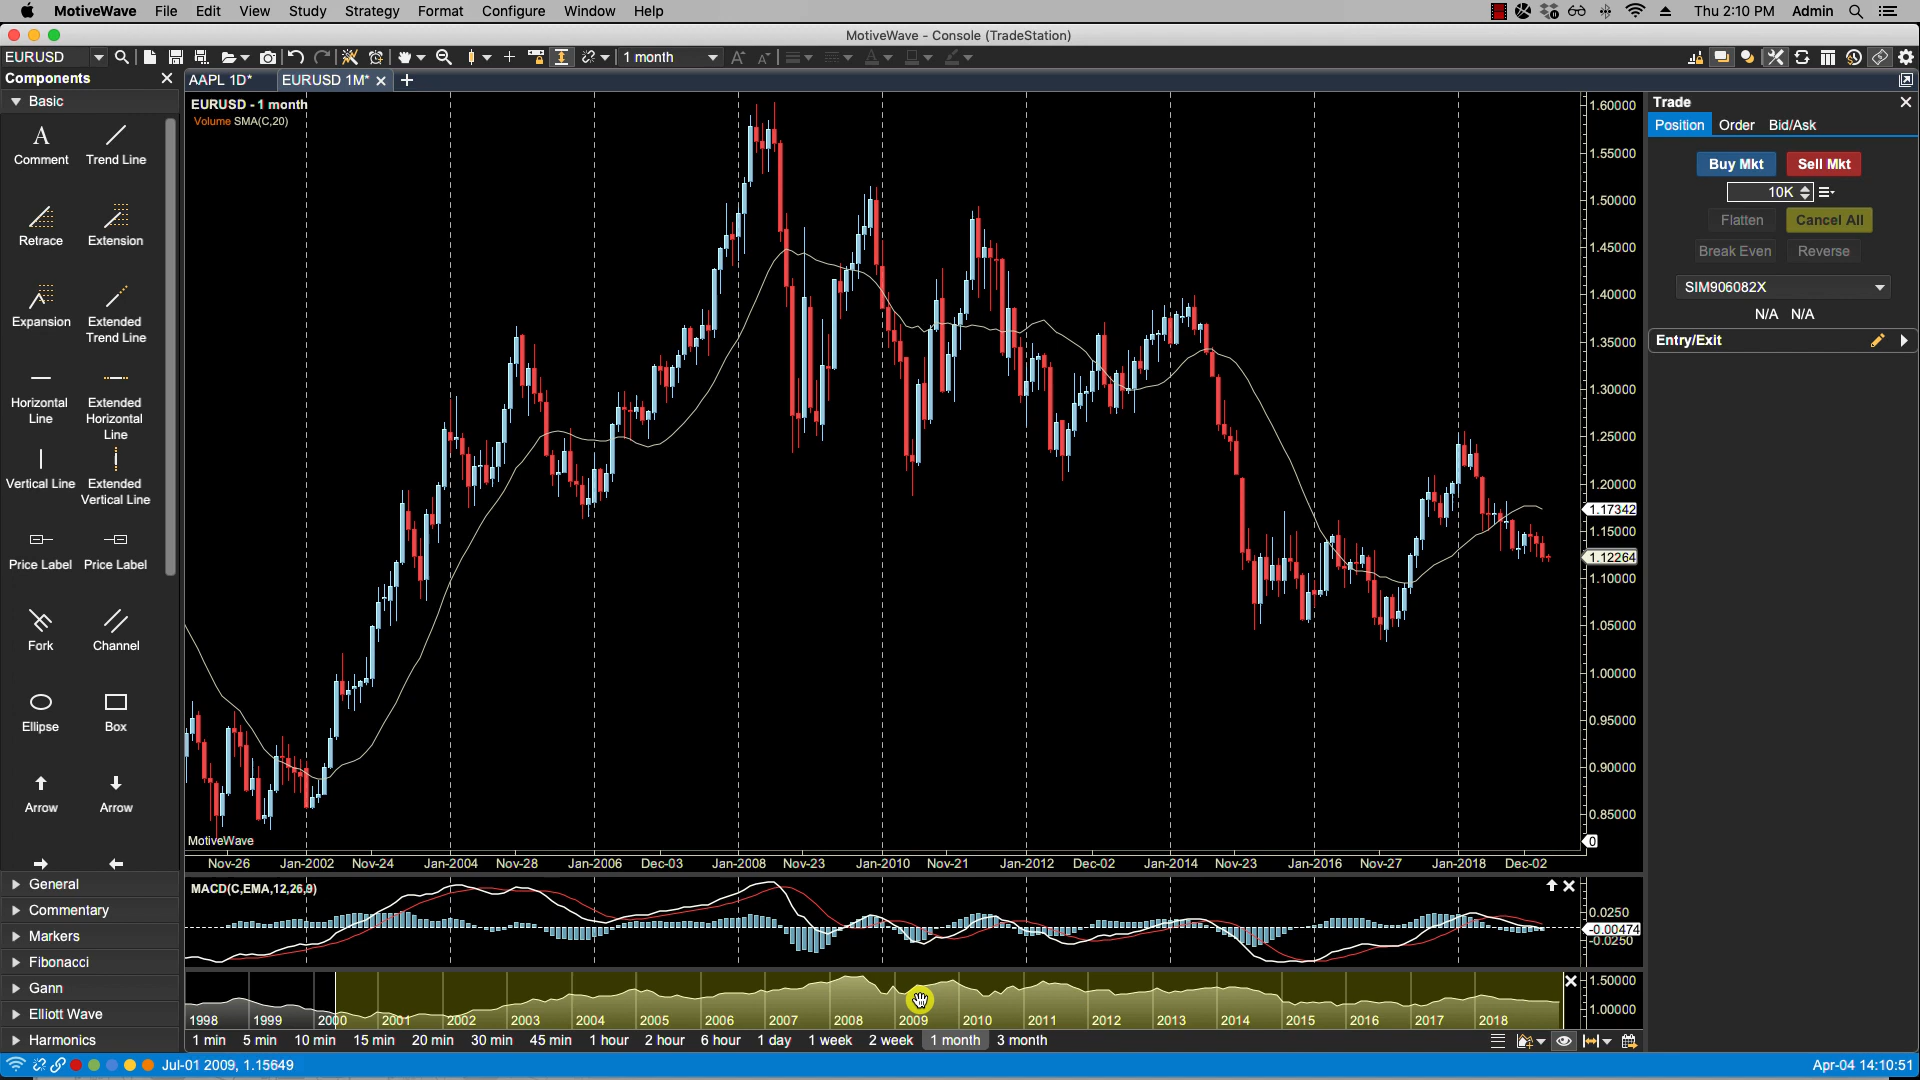 MotiveWave File Edit View Study Strategy Format Configure Window Help Thu 2:10 PM Admin
MotiveWave - Console (TradeStation)
EURUSD 1 month
Components
AAPL 1D* EURUSD 1M*
Basic
Comment Trend Line
Retrace Extension
Expansion Extended Trend Line
Horizontal Line Extended Horizontal Line
Vertical Line Extended Vertical Line
Price Label Price Label
Fork Channel
Ellipse Box
Arrow Arrow
General
Commentary
Markers
Fibonacci
Gann
Elliott Wave
Harmonics
EURUSD - 1 month
Volume SMA(C,20)
1.60000
1.55000
1.50000
1.45000
1.40000
1.35000
1.30000
1.25000
1.20000
1.17342
1.15000
1.12264
1.10000
1.05000
1.00000
0.95000
0.90000
0.85000
0
MotiveWave
Nov-26 Jan-2002 Nov-24 Jan-2004 Nov-28 Jan-2006 Dec-03 Jan-2008 Nov-23 Jan-2010 Nov-21 Jan-2012 Dec-02 Jan-2014 Nov-23 Jan-2016 Nov-27 Jan-2018 Dec-02
MACD(C,EMA,12,26,9)
0.0250
-0.00474
-0.0250
1.50000
1.00000
1998 1999 2000 2001 2002 2003 2004 2005 2006 2007 2008 2009 2010 2011 2012 2013 2014 2015 2016 2017 2018
1 min 5 min 10 min 15 min 20 min 30 min 45 min 1 hour 2 hour 6 hour 1 day 1 week 2 week 1 month 3 month
Trade
Position Order Bid/Ask
Buy Mkt Sell Mkt
10K
Flatten Cancel All
Break Even Reverse
SIM906082X
N/A N/A
Entry/Exit
Jul-01 2009, 1.15649
Apr-04 14:10:51